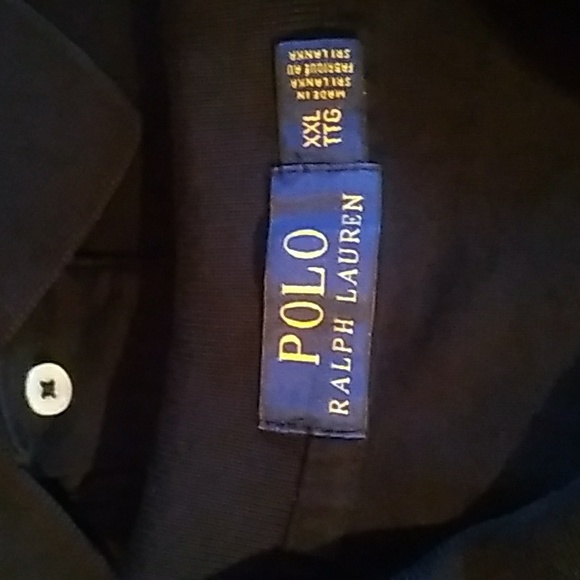 POLO
RALPH LAUREN
XXL
TTG
MADE IN
SRI LANKA
FABRIQUÉ AU
SRI LANKA